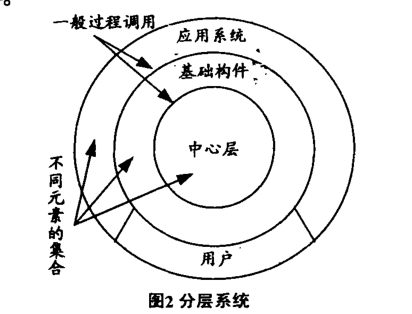 。
一般过程调用
应用系统
基础构件
中心层
不同元素的集合
用户
图2 分层系统